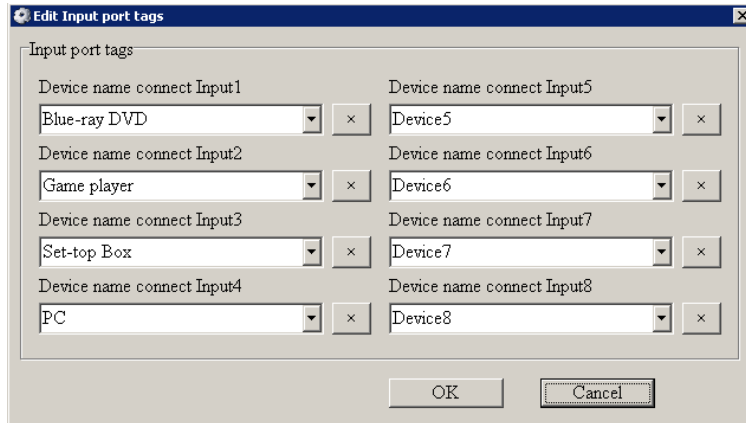 Edit Input port tags
Input port tags
Device name connect Input1
Blue-ray DVD
×
Device name connect Input2
Game player
×
Device name connect Input3
Set-top Box
×
Device name connect Input4
PC
×
Device name connect Input5
Device5
×
Device name connect Input6
Device6
×
Device name connect Input7
Device7
×
Device name connect Input8
Device8
×
OK
Cancel